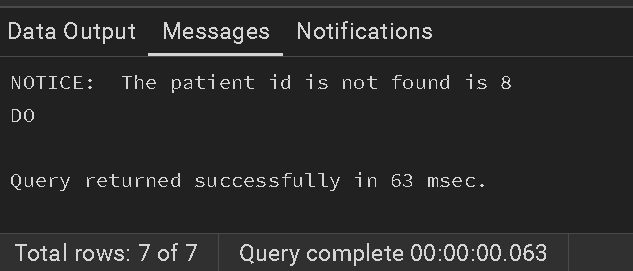 Data Output Messages Notifications
NOTICE:  The patient id is not found is 8
DO
Query returned successfully in 63 msec.
Total rows: 7 of 7 Query complete 00:00:00.063